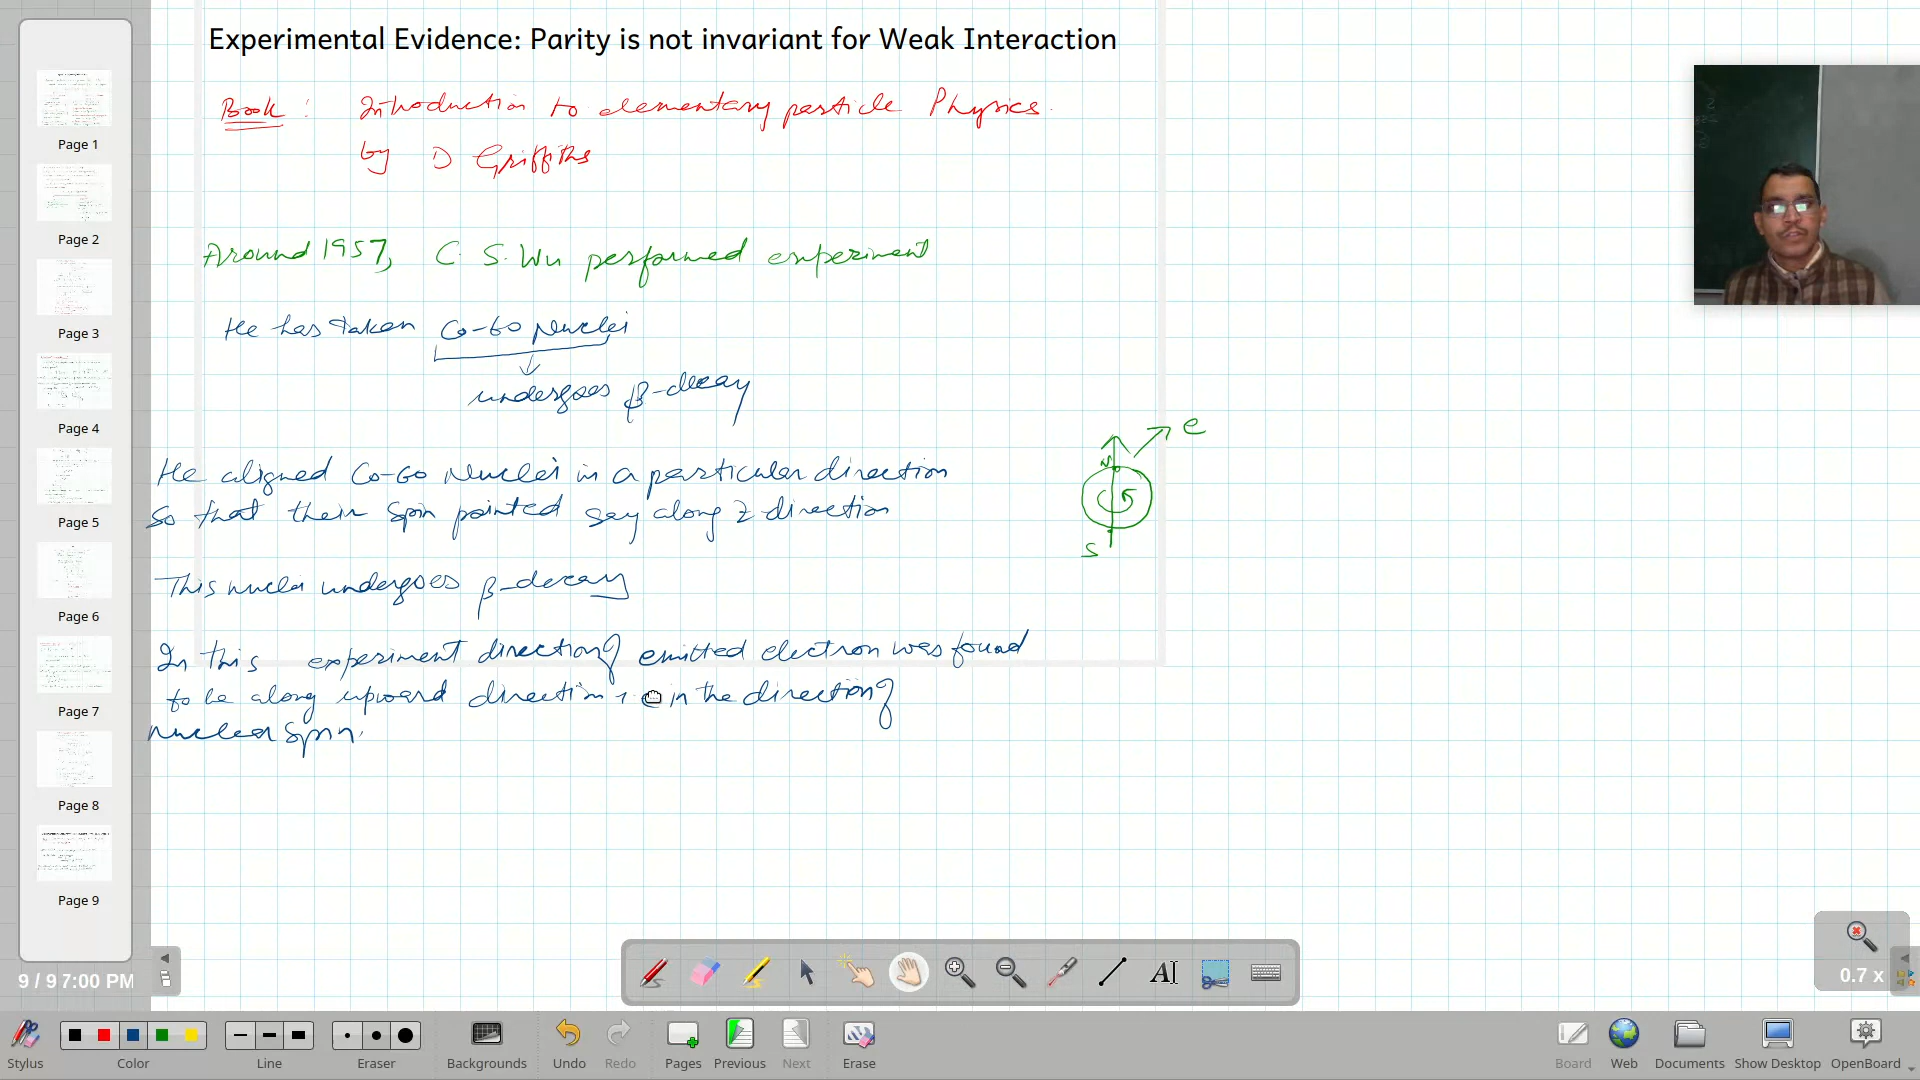 Experimental Evidence: Parity is not invariant for Weak Interaction
Book : Introduction to elementary particle Physics.
by D Griffiths
Around 1957, C. S. Wu performed experiment
He has taken Co-60 Nuclei
undergoes β-decay
He aligned Co-60 Nuclei in a particular direction
so that their spin pointed say along z-direction
e
N
S
This nuclei undergoes β-decay
In this experiment direction of emitted electron was found
to be along upward direction i.e in the direction of
nuclear spin.
Page 1
Page 2
Page 3
Page 4
Page 5
Page 6
Page 7
Page 8
Page 9
9 / 9 7:00 PM
0.7 x
Stylus
Color
Line
Eraser
Backgrounds
Undo
Redo
Pages
Previous
Next
Erase
Board
Web
Documents
Show Desktop
OpenBoard